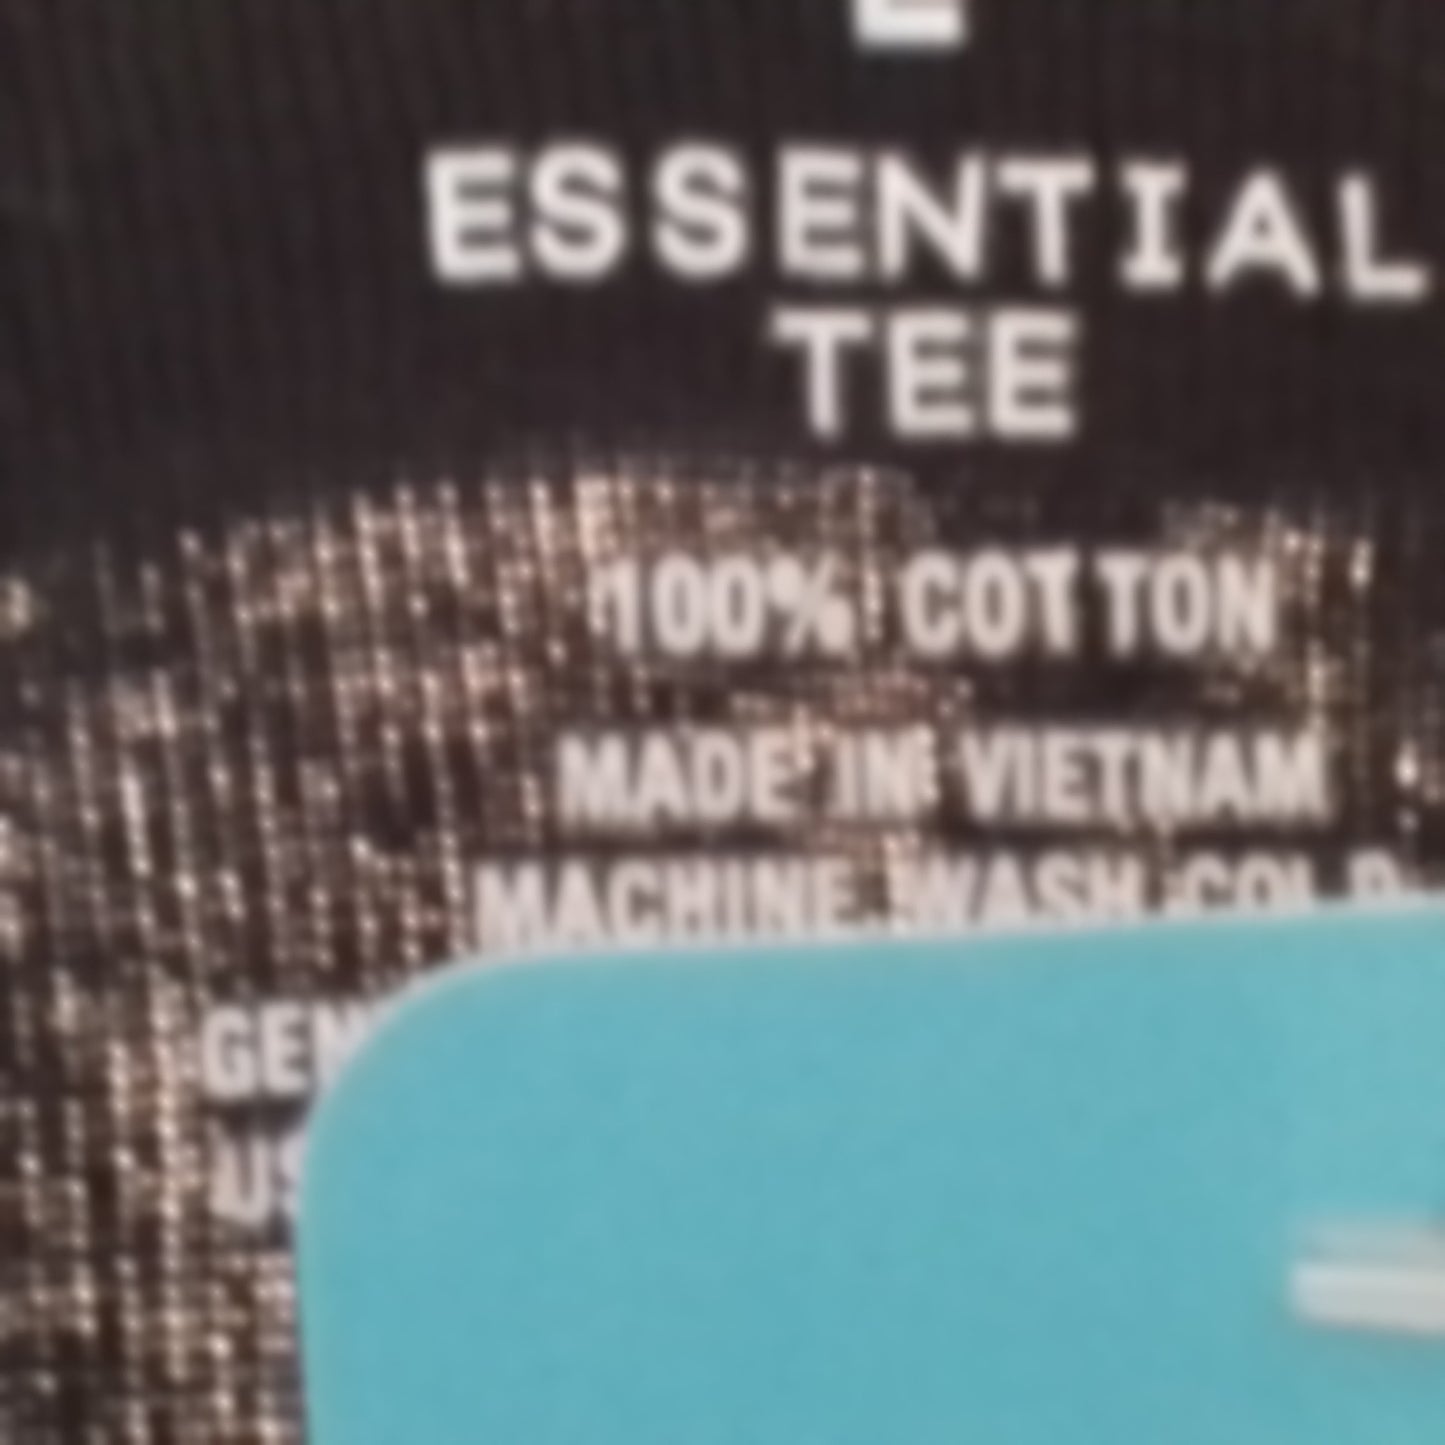 ESSENTIAL
TEE
100% COTTON
MADE IN VIETNAM
MACHINE WASH COLD